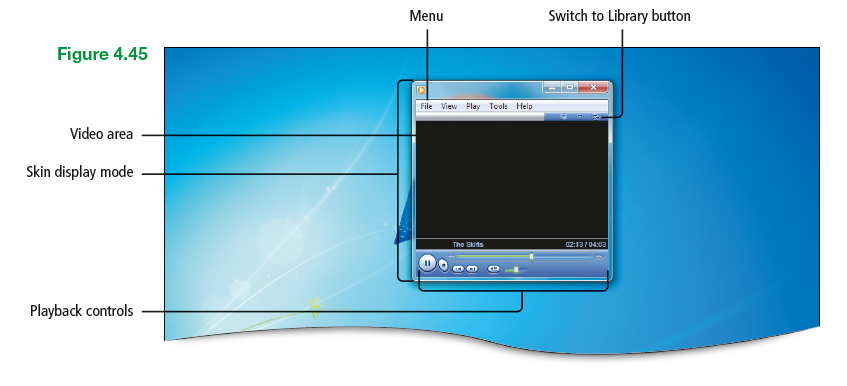 Menu
Switch to Library button
Figure 4.45
File View Play Tools Help
Video area
Skin display mode
The Skirts 02:13 / 04:03
Playback controls